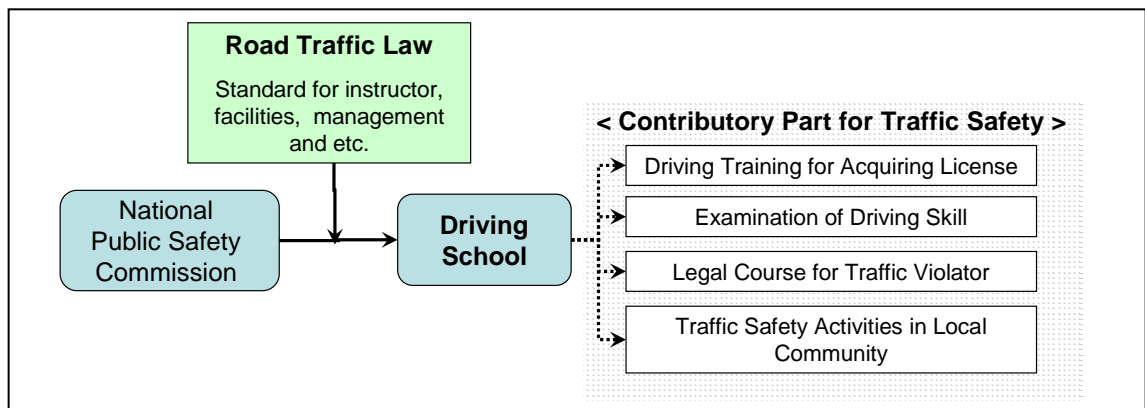 Road Traffic Law
Standard for instructor,
facilities, management
and etc.
National
Public Safety
Commission
Driving
School
< Contributory Part for Traffic Safety >
Driving Training for Acquiring License
Examination of Driving Skill
Legal Course for Traffic Violator
Traffic Safety Activities in Local
Community